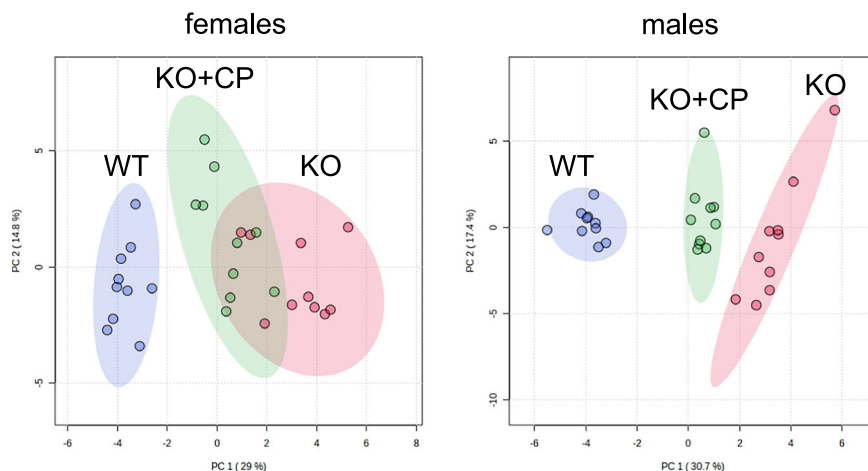 females
KO+CP
WT
KO
5
0
-5
PC 2 ( 14.8 %)
-6
-4
-2
0
2
4
6
8
PC 1 ( 29 %)
males
KO
KO+CP
WT
5
0
-5
-10
PC 2 ( 17.4 %)
-6
-4
-2
0
2
4
6
PC 1 ( 30.7 %)